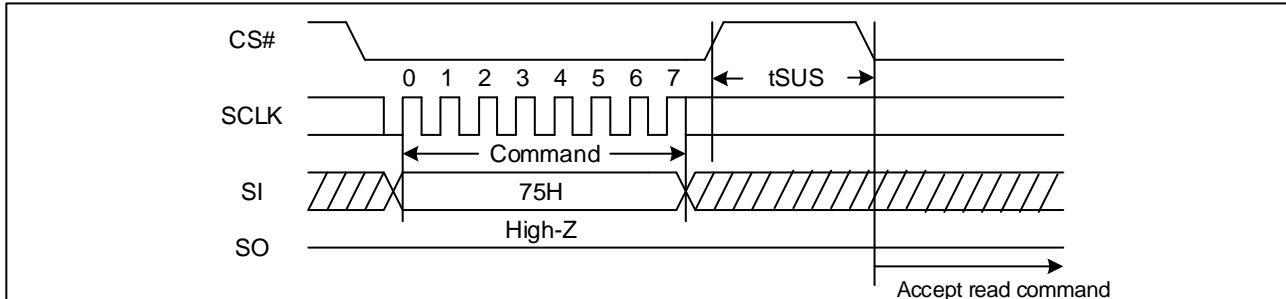 CS#
0 1 2 3 4 5 6 7
tSUS
SCLK
Command
SI
75H
High-Z
SO
Accept read command